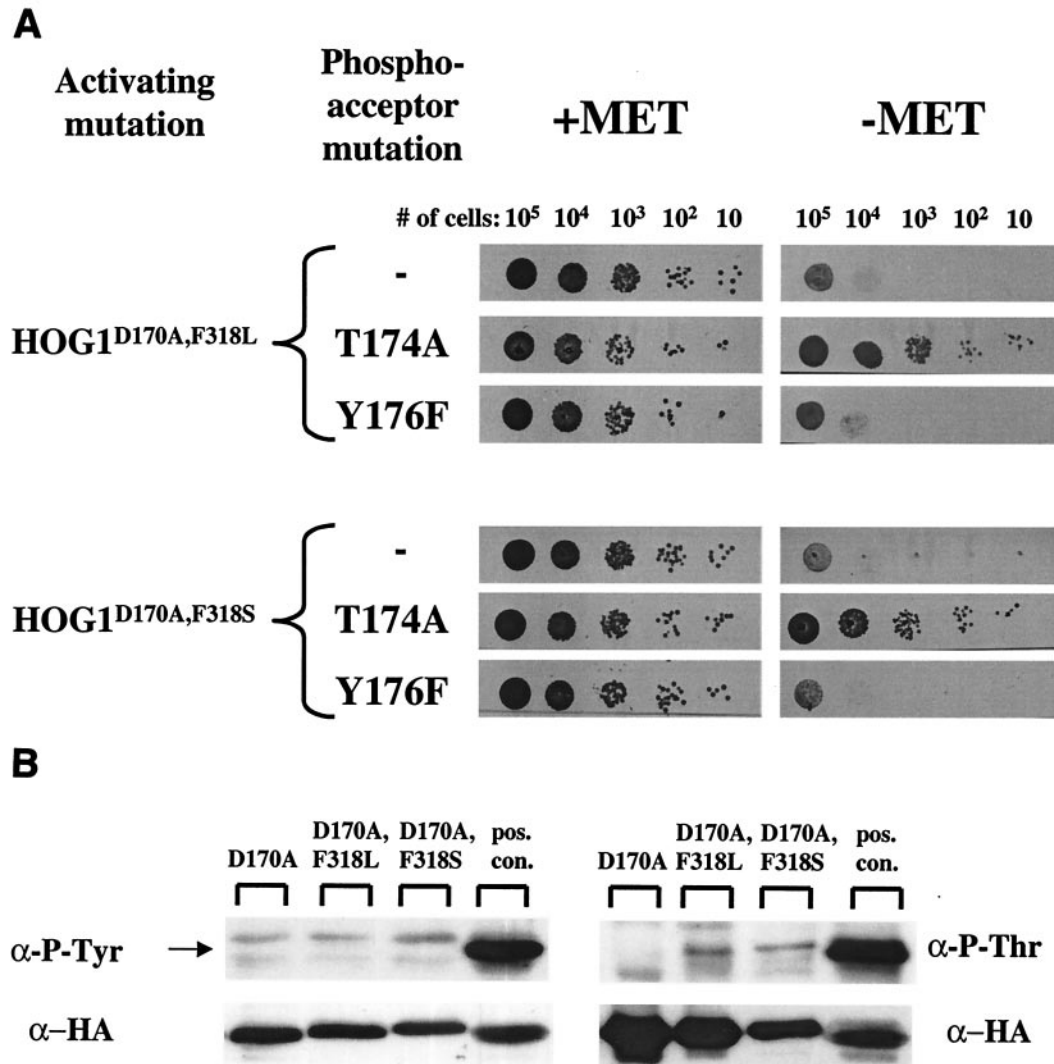 A
Activating
mutation
Phospho-
acceptor
mutation
+MET
-MET
# of cells: 10⁵ 10⁴ 10³ 10² 10
10⁵ 10⁴ 10³ 10² 10
HOG1D170A,F318L
-
T174A
Y176F
HOG1D170A,F318S
-
T174A
Y176F
B
D170A
D170A,
F318L
D170A,
F318S
pos.
con.
D170A
D170A,
F318L
D170A,
F318S
pos.
con.
α-P-Tyr
α-P-Thr
α–HA
α–HA